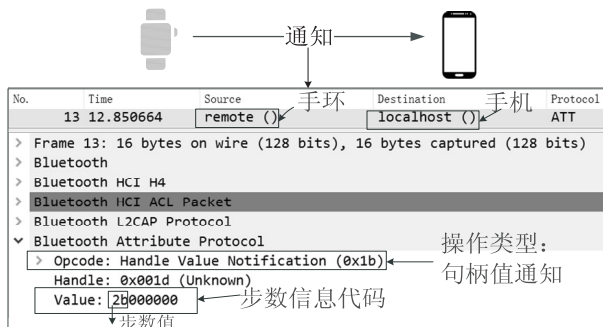 通知
No. Time Source Destination Protocol
手环 手机
13 12.850664 remote () localhost () ATT
> Frame 13: 16 bytes on wire (128 bits), 16 bytes captured (128 bits)
> Bluetooth
> Bluetooth HCI H4
> Bluetooth HCI ACL Packet
> Bluetooth L2CAP Protocol
Bluetooth Attribute Protocol
> Opcode: Handle Value Notification (0x1b)
操作类型:
句柄值通知
Handle: 0x001d (Unknown)
Value: 2b000000
步数信息代码
步数值